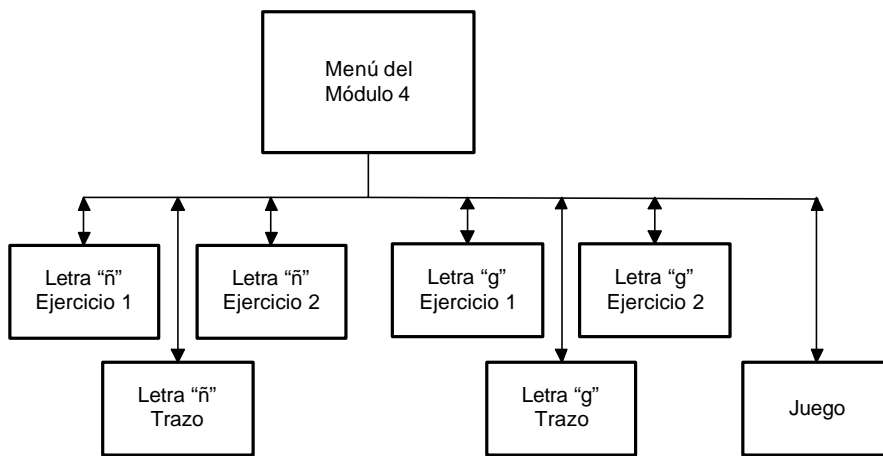 Menú del
Módulo 4
Letra “ñ”
Ejercicio 1
Letra “ñ”
Ejercicio 2
Letra “g”
Ejercicio 1
Letra “g”
Ejercicio 2
Letra “ñ”
Trazo
Letra “g”
Trazo
Juego